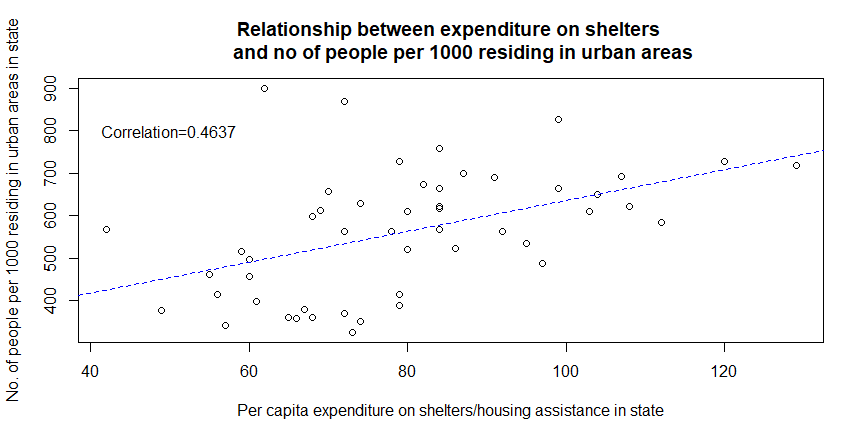 Relationship between expenditure on shelters
and no of people per 1000 residing in urban areas
No. of people per 1000 residing in urban areas in state
900
800
700
600
500
400
Correlation=0.4637
40
60
80
100
120
Per capita expenditure on shelters/housing assistance in state